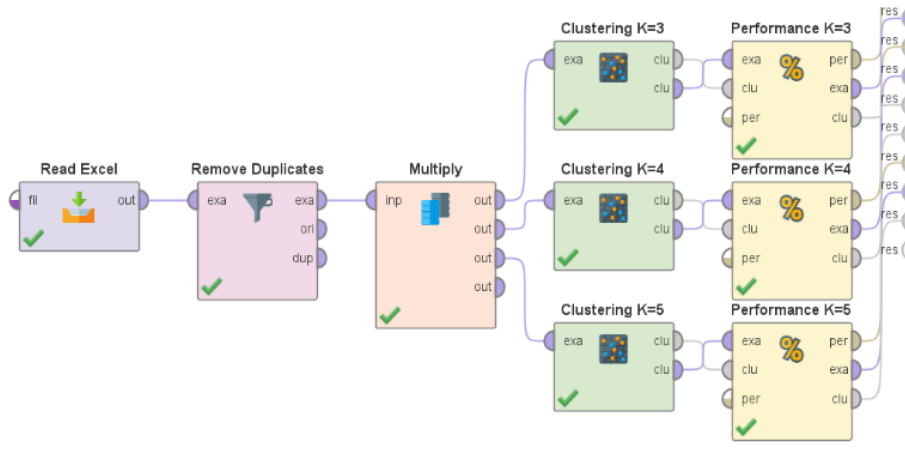 Clustering K=3
exa
clu
clu
Performance K=3
exa
per
clu
exa
per
clu
res
res
res
res
res
res
res
res
res
Read Excel
fil
out
Remove Duplicates
exa
exa
ori
dup
Multiply
inp
out
out
out
out
Clustering K=4
exa
clu
clu
Performance K=4
exa
per
clu
exa
per
clu
Clustering K=5
exa
clu
clu
Performance K=5
exa
per
clu
exa
per
clu